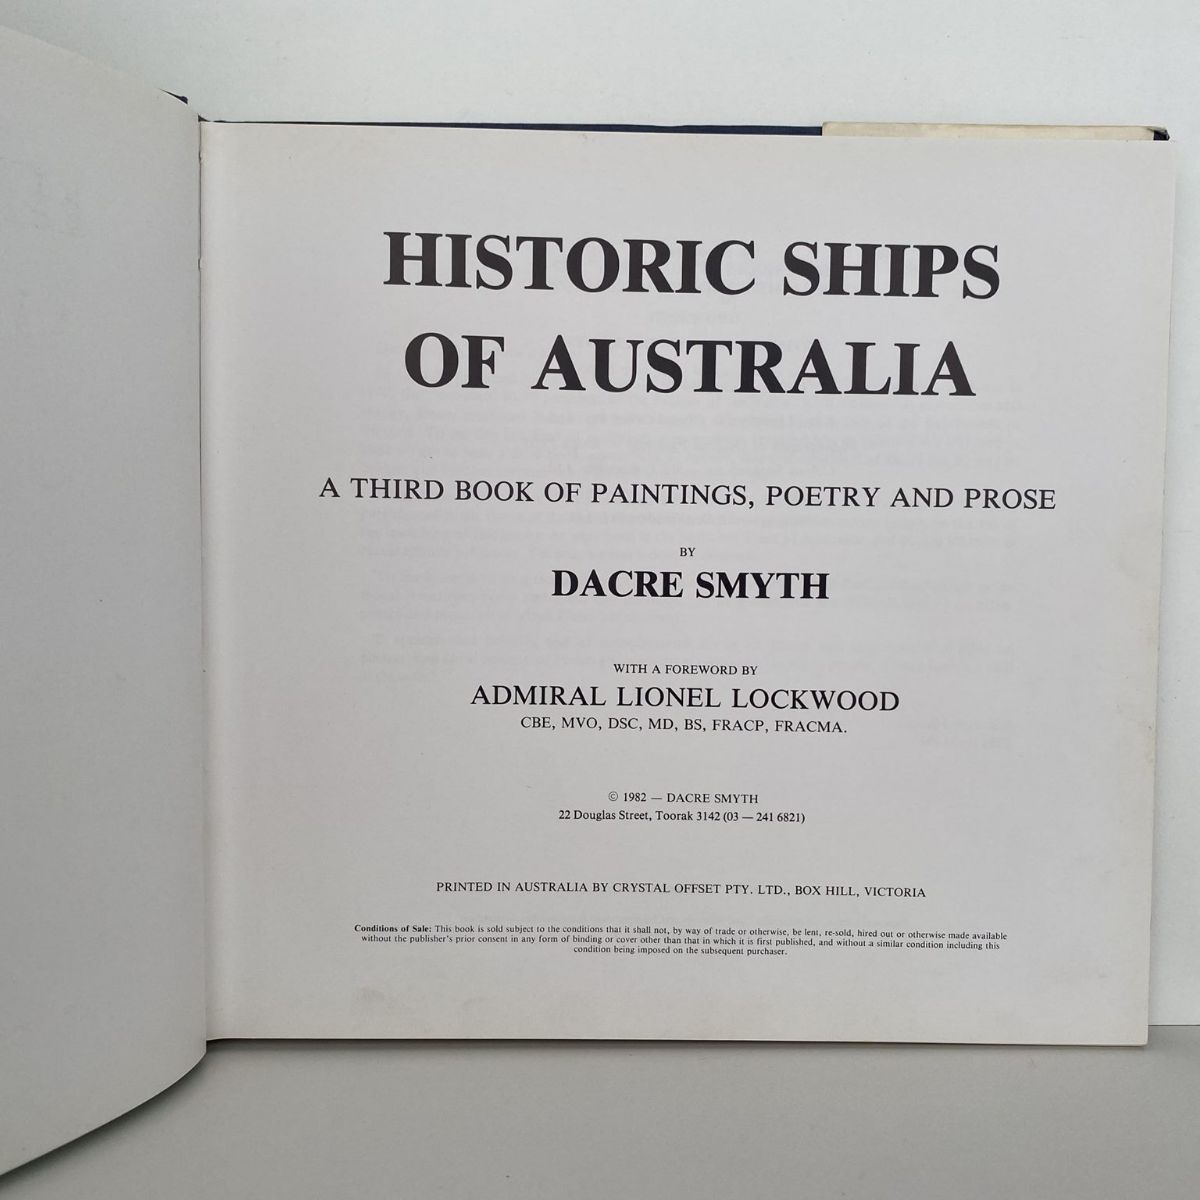 HISTORIC SHIPS
OF AUSTRALIA
A THIRD BOOK OF PAINTINGS, POETRY AND PROSE
BY
DACRE SMYTH
WITH A FOREWORD BY
ADMIRAL LIONEL LOCKWOOD
CBE, MVO, DSC, MD, BS, FRACP, FRACMA.
© 1982 — DACRE SMYTH
22 Douglas Street, Toorak 3142 (03 — 241 6821)
PRINTED IN AUSTRALIA BY CRYSTAL OFFSET PTY. LTD., BOX HILL, VICTORIA
Conditions of Sale: This book is sold subject to the conditions that it shall not, by way of trade or otherwise, be lent, re-sold, hired out or otherwise made available
without the publisher's prior consent in any form of binding or cover other than that in which it is first published, and without a similar condition including this
condition being imposed on the subsequent purchaser.